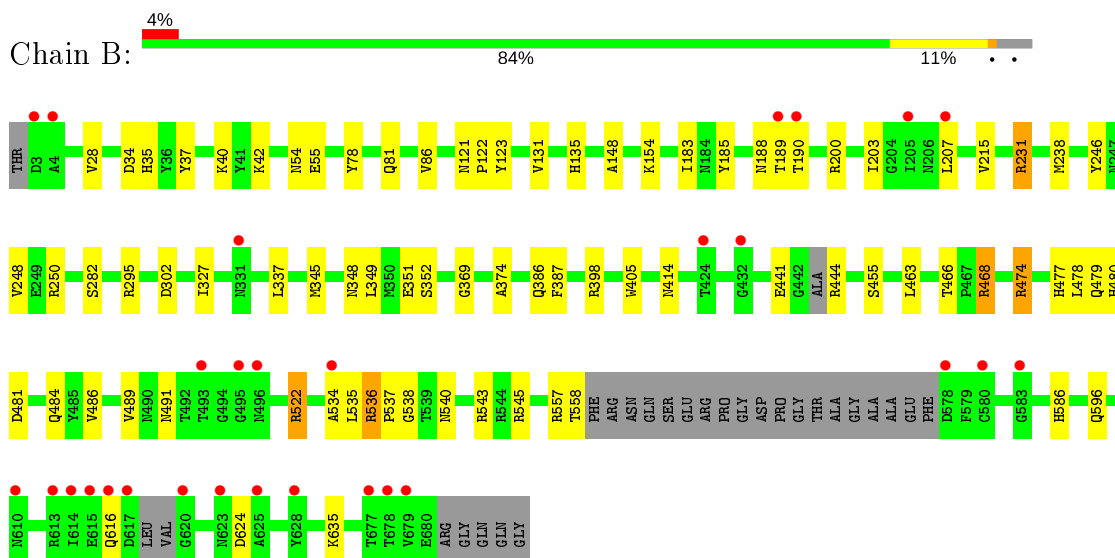 4%
Chain B:
84% 11% • •
THR D3 A4 V28 D34 H35 Y36 Y37 K40 Y41 K42 N54 E55 Y78 Q81 V86 N121 P122 Y123 V131 H135 A148 K154 I183 N184 Y185 N188 T189 T190 R200 I203 G204 I205 N206 L207 V215 R231 M238 Y246 N247
V248 E249 R250 S282 R295 D302 I327 N331 L337 M345 N348 L349 M350 E351 S352 G369 A374 Q386 F387 R398 W405 N414 T424 G432 E441 G442 ALA R444 S455 L463 T466 P467 R468 R474 H477 L478 Q479 H480
D481 Q484 Y485 V486 V489 N490 N491 T492 T493 G494 G495 N496 R522 A534 L535 R536 P537 G538 T539 N540 R543 R544 R545 R557 T558 PHE ARG ASN GLN SER GLU ARG PRO GLY ASP PRO GLY THR ALA GLY ALA ALA GLU PHE D578 F579 C580 G583 H586 Q596
N610 R613 I614 E615 Q616 D617 LEU VAL G620 N623 D624 A625 Y628 K635 T677 T678 V679 E680 ARG GLY GLN GLN GLY